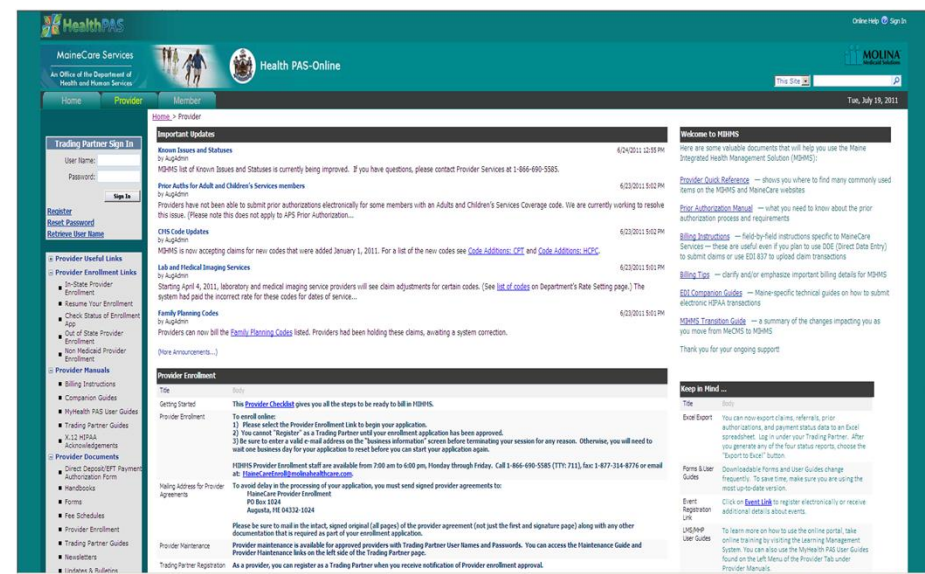 HealthPAS
Online Help Sign In
MaineCare Services
An Office of the Department of
Health and Human Services
Health PAS-Online
MOLINA
Medicaid Solutions
This Site
Home Provider Member
Tue, July 19, 2011
Home > Provider
Trading Partner Sign In
User Name:
Password:
Sign In
Register
Reset Password
Retrieve User Name
Provider Useful Links
Provider Enrollment Links
In-State Provider
Enrollment
Resume Your Enrollment
Check Status of Enrollment
App
Out of State Provider
Enrollment
Non Medicaid Provider
Enrollment
Provider Manuals
Billing Instructions
Companion Guides
MyHealth PAS User Guides
Trading Partner Guides
X.12 HIPAA
Acknowledgements
Provider Documents
Direct Deposit/EFT Payment
Authorization Form
Handbooks
Forms
Fee Schedules
Provider Enrollment
Trading Partner Guides
Newsletters
Updates & Bulletins
Important Updates
Known Issues and Statuses 6/24/2011 12:55 PM
by AugAdmin
MIHMS list of Known Issues and Statuses is currently being improved. If you have questions, please contact Provider Services at 1-866-690-5585.
Prior Auths for Adult and Children's Services members 6/23/2011 5:02 PM
by AugAdmin
Providers have not been able to submit prior authorizations electronically for some members with an Adults and Children's Services Coverage code. We are currently working to resolve
this issue. (Please note this does not apply to APS Prior Authorization...
CMS Code Updates 6/23/2011 5:02 PM
by AugAdmin
MIHMS is now accepting claims for new codes that were added January 1, 2011. For a list of the new codes see Code Additions: CPT and Code Additions: HCPC.
Lab and Medical Imaging Services 6/23/2011 5:01 PM
by AugAdmin
Starting April 4, 2011, laboratory and medical imaging service providers will see claim adjustments for certain codes. (See list of codes on Department's Rate Setting page.) The
system had paid the incorrect rate for these codes for dates of service...
Family Planning Codes 6/23/2011 5:01 PM
by AugAdmin
Providers can now bill the Family Planning Codes listed. Providers had been holding these claims, awaiting a system correction.
(More Announcements...)
Provider Enrollment
Title Body
Getting Started This Provider Checklist gives you all the steps to be ready to bill in MIHMS.
Provider Enrollment To enroll online:
1) Please select the Provider Enrollment Link to begin your application.
2) You cannot "Register" as a Trading Partner until your enrollment application has been approved.
3) Be sure to enter a valid e-mail address on the "business information" screen before terminating your session for any reason. Otherwise, you will need to
wait one business day for your application to reset before you can start your application again.
MIHMS Provider Enrollment staff are available from 7:00 am to 6:00 pm, Monday through Friday. Call 1-866-690-5585 (TTY: 711), fax: 1-877-314-8776 or email
at: MaineCareEnroll@molinahealthcare.com.
Mailing Address for Provider To avoid delay in the processing of your application, you must send signed provider agreements to:
Agreements MaineCare Provider Enrollment
PO Box 1024
Augusta, ME 04332-1024
Please be sure to mail in the intact, signed original (all pages) of the provider agreement (not just the first and signature page) along with any other
documentation that is required as part of your enrollment application.
Provider Maintenance Provider maintenance is available for approved providers with Trading Partner User Names and Passwords. You can access the Maintenance Guide and
Provider Maintenance links on the left side of the Trading Partner page.
Trading Partner Registration As a provider, you can register as a Trading Partner when you receive notification of Provider enrollment approval.
Welcome to MIHMS
Here are some valuable documents that will help you use the Maine
Integrated Health Management Solution (MIHMS):
Provider Quick Reference — shows you where to find many commonly used
items on the MIHMS and MaineCare websites
Prior Authorization Manual — what you need to know about the prior
authorization process and requirements
Billing Instructions — field-by-field instructions specific to MaineCare
Services — these are useful even if you plan to use DDE (Direct Data Entry)
to submit claims or use EDI 837 to upload claim transactions
Billing Tips — clarify and/or emphasize important billing details for MIHMS
EDI Companion Guides — Maine-specific technical guides on how to submit
electronic HIPAA transactions
MIHMS Transition Guide — a summary of the changes impacting you as
you move from MeCMS to MIHMS
Thank you for your ongoing support!
Keep in Mind ...
Title Body
Excel Export You can now export claims, referrals, prior
authorizations, and payment status data to an Excel
spreadsheet. Log in under your Trading Partner. After
you generate any of the four status reports, choose the
"Export to Excel" button.
Forms & User Downloadable Forms and User Guides change
Guides frequently. To save time, make sure you are using the
most up-to-date version.
Event Click on Event Link to register electronically or receive
Registration additional details about events.
Link
LMS/MHP To learn more on how to use the online portal, take
User Guides online training by visiting the Learning Management
System. You can also use the MyHealth PAS User Guides
found on the Left Menu of the Provider Tab under
Provider Manuals.